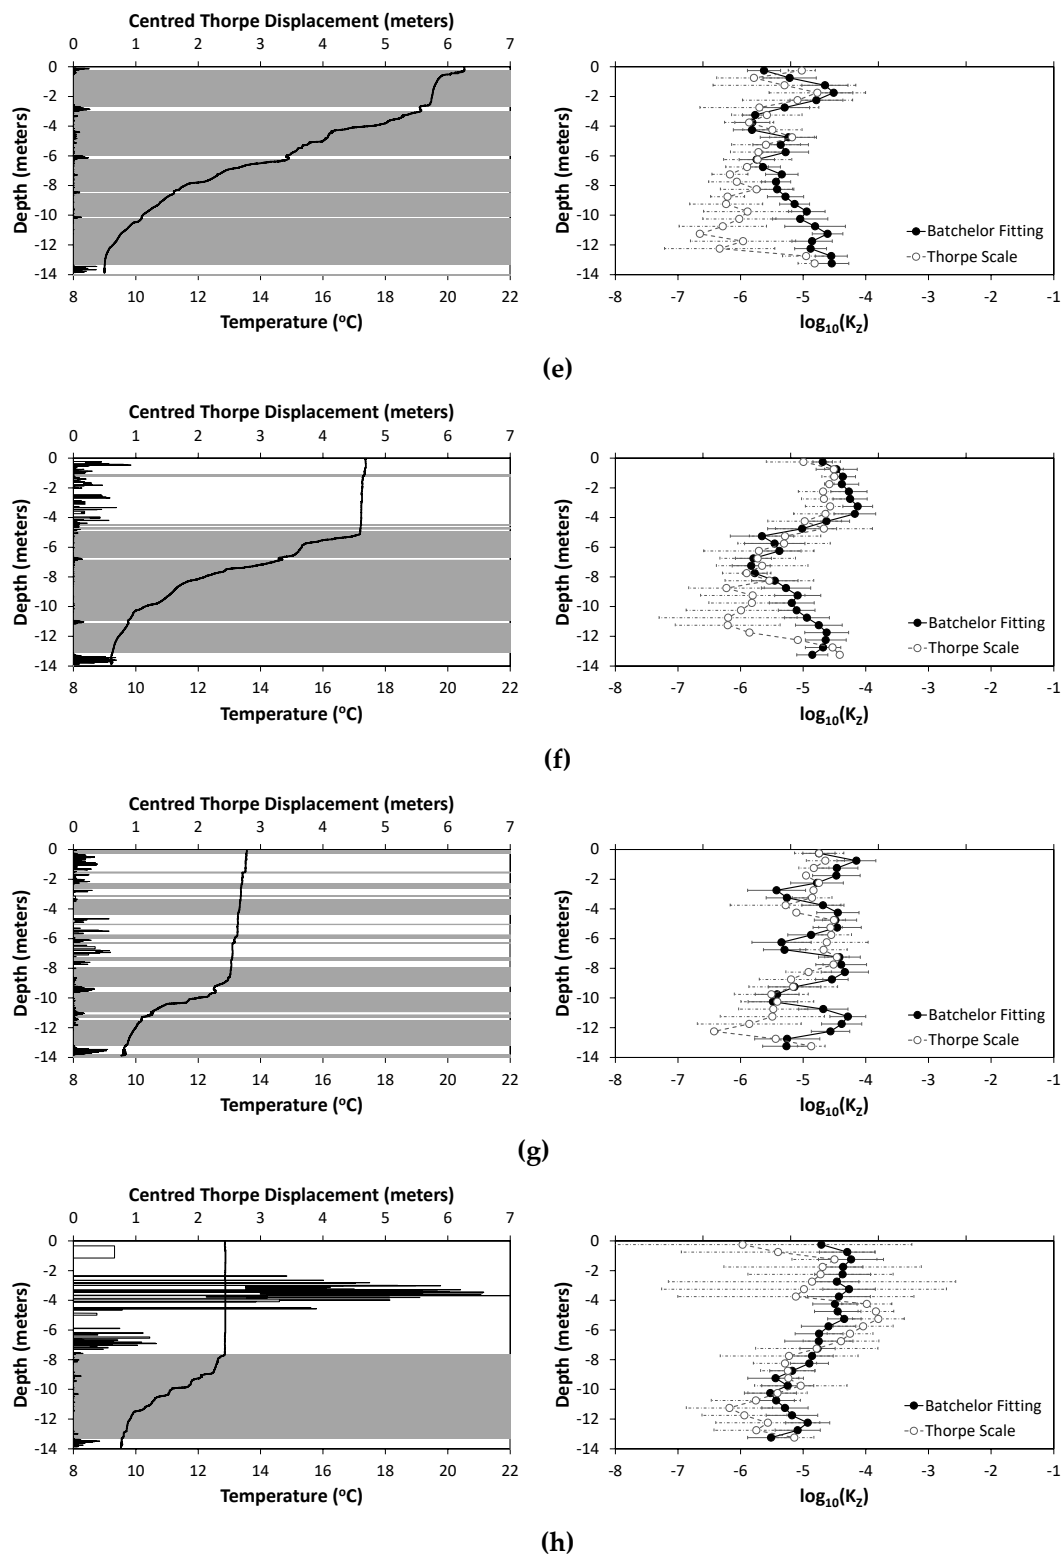 Centred Thorpe Displacement (meters)
0 1 2 3 4 5 6 7
0
-2
-4
-6
-8
-10
-12
-14
Depth (meters)
8 10 12 14 16 18 20 22
Temperature (°C)
0
-2
-4
-6
-8
-10
-12
-14
Depth (meters)
Batchelor Fitting
Thorpe Scale
-7 -6 -5 -4 -3 -2 -1
log10(KZ)
(e)
Centred Thorpe Displacement (meters)
0 1 2 3 4 5 6 7
0
-2
-4
-6
-8
-10
-12
-14
Depth (meters)
8 10 12 14 16 18 20 22
Temperature (°C)
0
-2
-4
-6
-8
-10
-12
-14
Depth (meters)
Batchelor Fitting
Thorpe Scale
-7 -6 -5 -4 -3 -2 -1
log10(KZ)
(f)
Centred Thorpe Displacement (meters)
0 1 2 3 4 5 6 7
0
-2
-4
-6
-8
-10
-12
-14
Depth (meters)
8 10 12 14 16 18 20 22
Temperature (°C)
0
-2
-4
-6
-8
-10
-12
-14
Depth (meters)
Batchelor Fitting
Thorpe Scale
-7 -6 -5 -4 -3 -2 -1
log10(KZ)
(g)
Centred Thorpe Displacement (meters)
0 1 2 3 4 5 6 7
0
-2
-4
-6
-8
-10
-12
-14
Depth (meters)
8 10 12 14 16 18 20 22
Temperature (°C)
0
-2
-4
-6
-8
-10
-12
-14
Depth (meters)
Batchelor Fitting
Thorpe Scale
-7 -6 -5 -4 -3 -2 -1
log10(KZ)
(h)